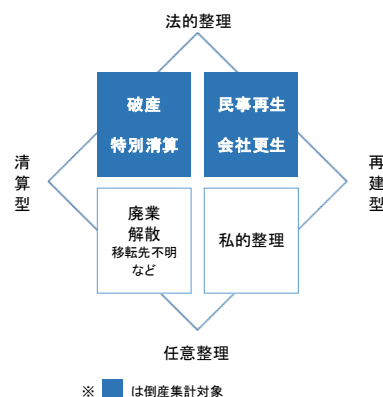 法的整理
破産
特別清算
民事再生
会社更生
清算型
再建型
廃業
解散
移転先不明
など
私的整理
任意整理
※ は倒産集計対象